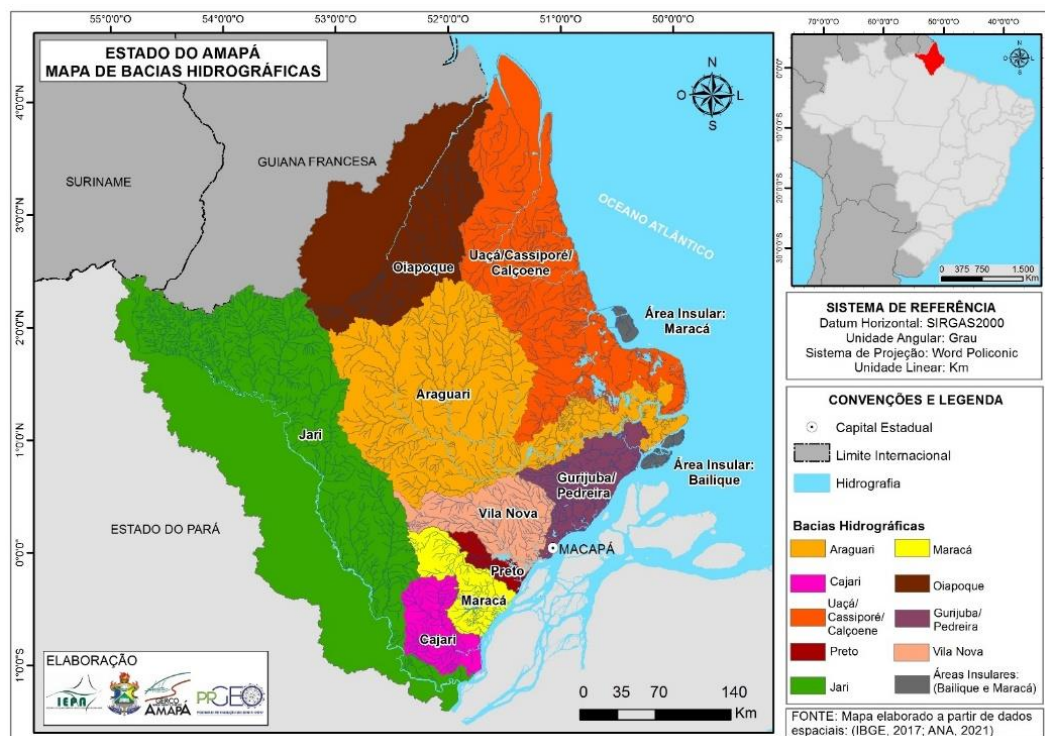 55°00'0"O 54°00'0"O 53°00'0"O 52°00'0"O 51°00'0"O 50°00'0"O
ESTADO DO AMAPÁ
MAPA DE BACIAS HIDROGRÁFICAS
4°0'0"N
3°0'0"N
2°0'0"N
1°0'0"N
0°0'0"
1°0'0"S
N
O L
S
GUIANA FRANCESA
SURINAME
OCEANO ATLÂNTICO
Oiapoque
Uaçá/Cassiporé/
Calçoene
Área Insular:
Maracá
Araguari
Jari
Área Insular:
Bailique
Gurijuba/
Pedreira
Vila Nova
ESTADO DO PARÁ
MACAPÁ
Preto
Maracá
Cajari
ELABORAÇÃO
IEPA
GERCO
AMAPÁ
PRGEO
0 35 70 140
Km
70°0'0"O 60°0'0"O 50°0'0"O 40°0'0"O
0°0'0"
10°0'0"S
20°0'0"S
30°0'0"S
N
O L
S
0 375 750 1.500
Km
SISTEMA DE REFERÊNCIA
Datum Horizontal: SIRGAS2000
Unidade Angular: Grau
Sistema de Projeção: Word Policonic
Unidade Linear: Km
CONVENÇÕES E LEGENDA
Capital Estadual
Limite Internacional
Hidrografia
Bacias Hidrográficas
Araguari
Maracá
Cajari
Oiapoque
Uaçá/
Cassiporé/
Calçoene
Gurijuba/
Pedreira
Preto
Vila Nova
Jari
Áreas Insulares:
(Bailique e Maracá)
FONTE: Mapa elaborado a partir de dados
espaciais: (IBGE, 2017; ANA, 2021)